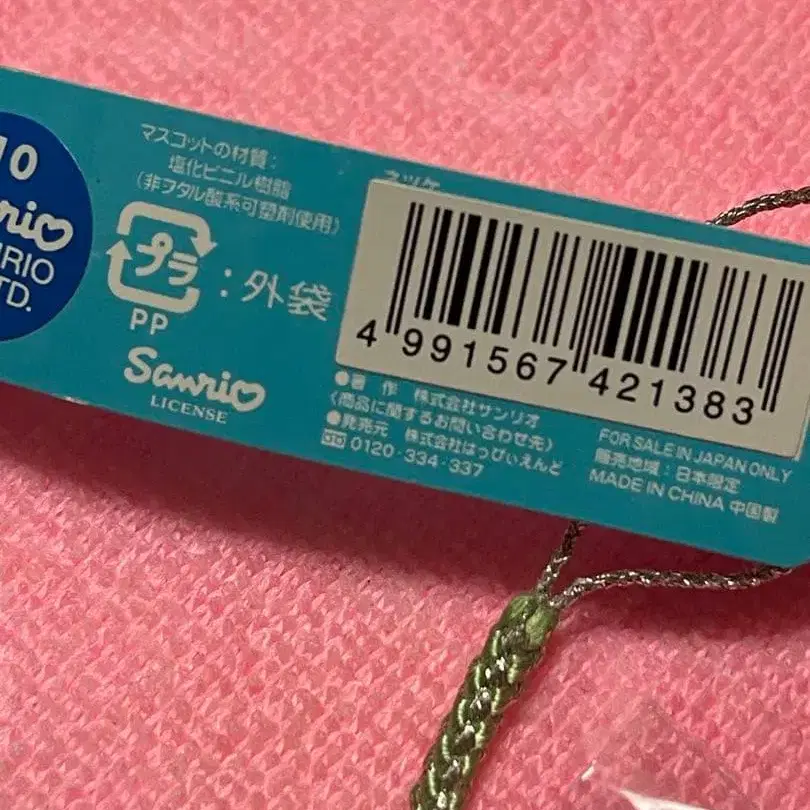 10
rio
RIO
TD.
マスコットの材質:
塩化ビニル樹脂
(非フタル酸系可塑剤使用)
ネッケ
プラ
:外袋
PP
Sanrio
LICENSE
4 991567 421383
●著 作 株式会社サンリオ
〈商品に関するお問い合わせ先〉
●発売元 株式会社はっぴぃえんど
0120-334-337
FOR SALE IN JAPAN ONLY
販売地域:日本限定
MADE IN CHINA 中国製